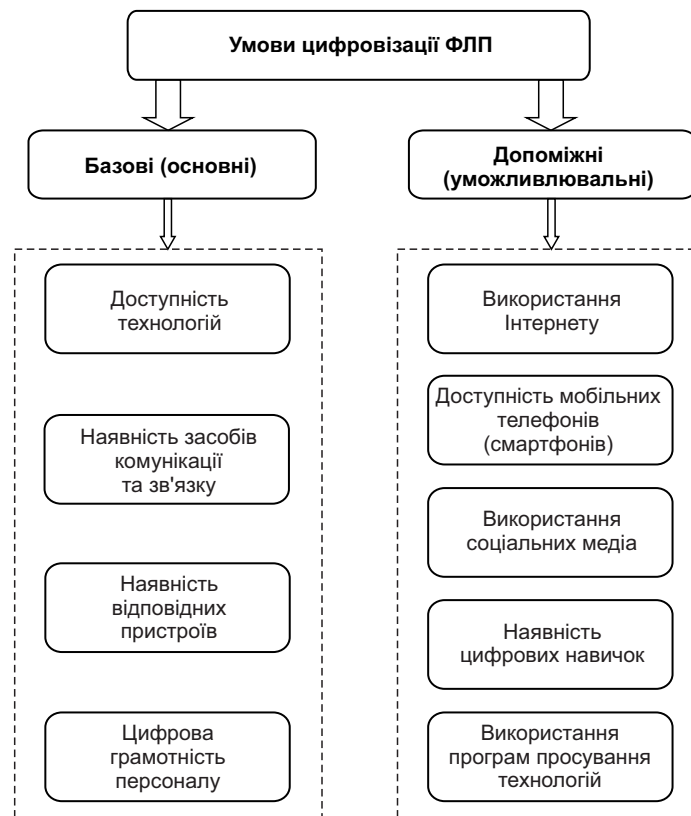 Умови цифровізації ФЛП
Базові (основні)
Доступність
технологій
Наявність засобів
комунікації
та зв'язку
Наявність
відповідних
пристроїв
Цифрова
грамотність
персоналу
Допоміжні
(уможливлювальні)
Використання
Інтернету
Доступність мобільних
телефонів
(смартфонів)
Використання
соціальних медіа
Наявність
цифрових навичок
Використання
програм просування
технологій